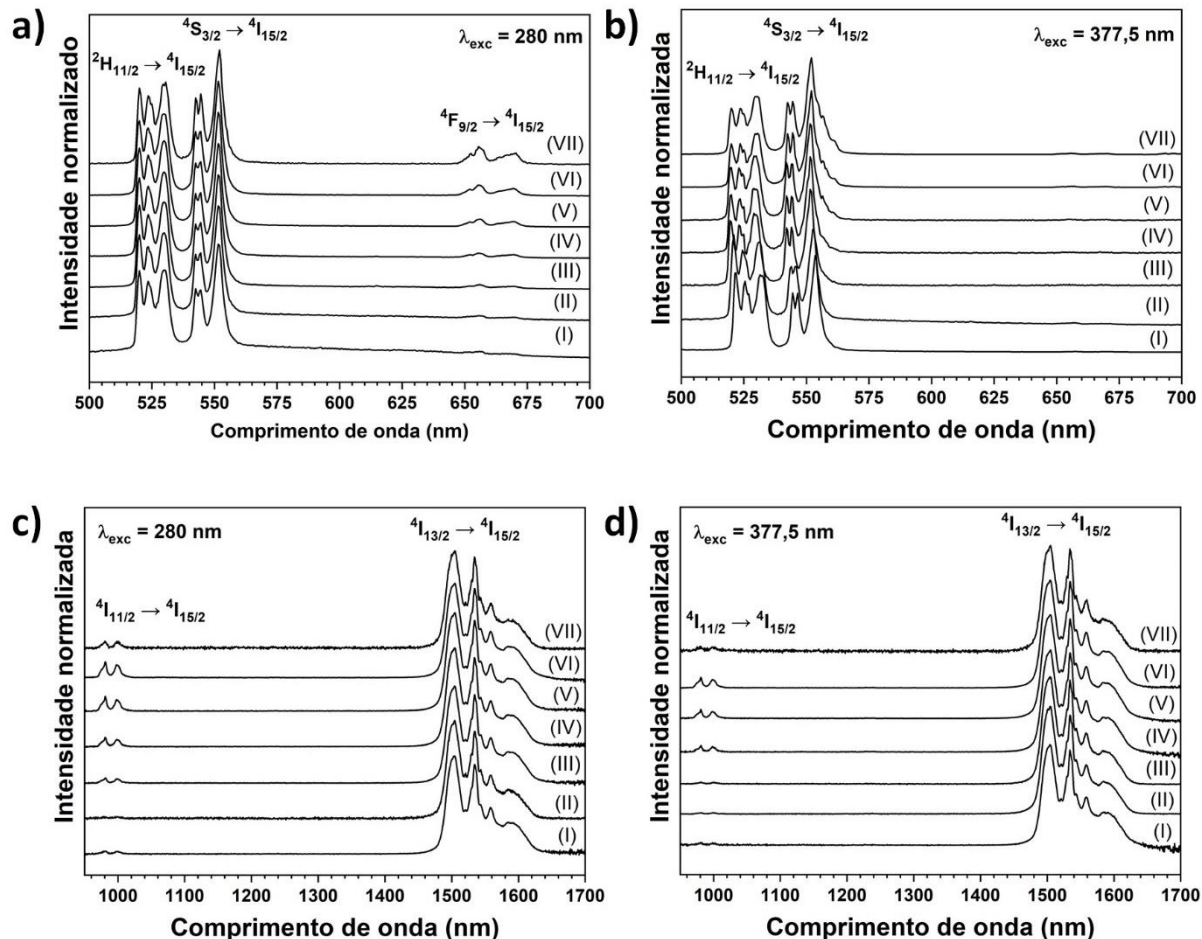 a)
⁴S₃/₂ → ⁴I₁₅/₂
λexc = 280 nm
²H₁₁/₂ → ⁴I₁₅/₂
⁴F₉/₂ → ⁴I₁₅/₂
(VII)
(VI)
(V)
(IV)
(III)
(II)
(I)
Intensidade normalizado
500 525 550 575 600 625 650 675 700
Comprimento de onda (nm)
b)
⁴S₃/₂ → ⁴I₁₅/₂
λexc = 377,5 nm
²H₁₁/₂ → ⁴I₁₅/₂
(VII)
(VI)
(V)
(IV)
(III)
(II)
(I)
Intensidade normalizada
500 525 550 575 600 625 650 675 700
Comprimento de onda (nm)
c)
λexc = 280 nm
⁴I₁₃/₂ → ⁴I₁₅/₂
⁴I₁₁/₂ → ⁴I₁₅/₂
(VII)
(VI)
(V)
(IV)
(III)
(II)
(I)
Intensidade normalizada
1000 1100 1200 1300 1400 1500 1600 1700
Comprimento de onda (nm)
d)
λexc = 377,5 nm
⁴I₁₃/₂ → ⁴I₁₅/₂
⁴I₁₁/₂ → ⁴I₁₅/₂
(VII)
(VI)
(V)
(IV)
(III)
(II)
(I)
Intensidade normalizada
1000 1100 1200 1300 1400 1500 1600 1700
Comprimento de onda (nm)